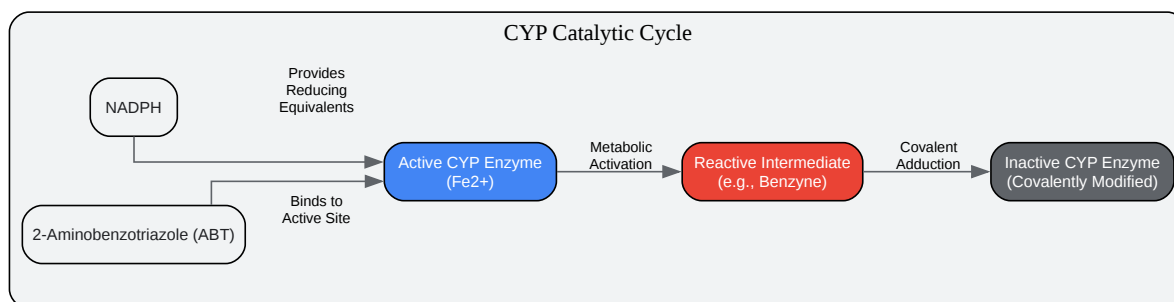 CYP Catalytic Cycle
NADPH
Provides
Reducing
Equivalents
2-Aminobenzotriazole (ABT)
Binds to
Active Site
Active CYP Enzyme
(Fe2+)
Metabolic
Activation
Reactive Intermediate
(e.g., Benzyne)
Covalent
Adduction
Inactive CYP Enzyme
(Covalently Modified)